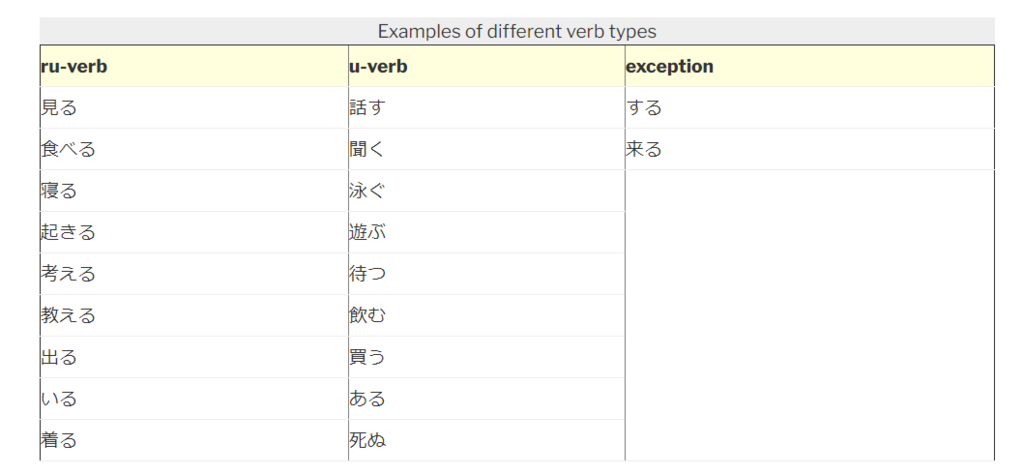 Examples of different verb types
ru-verb u-verb exception
見る 話す する
食べる 聞く 来る
寝る 泳ぐ
起きる 遊ぶ
考える 待つ
教える 飲む
出る 買う
いる ある
着る 死ぬ